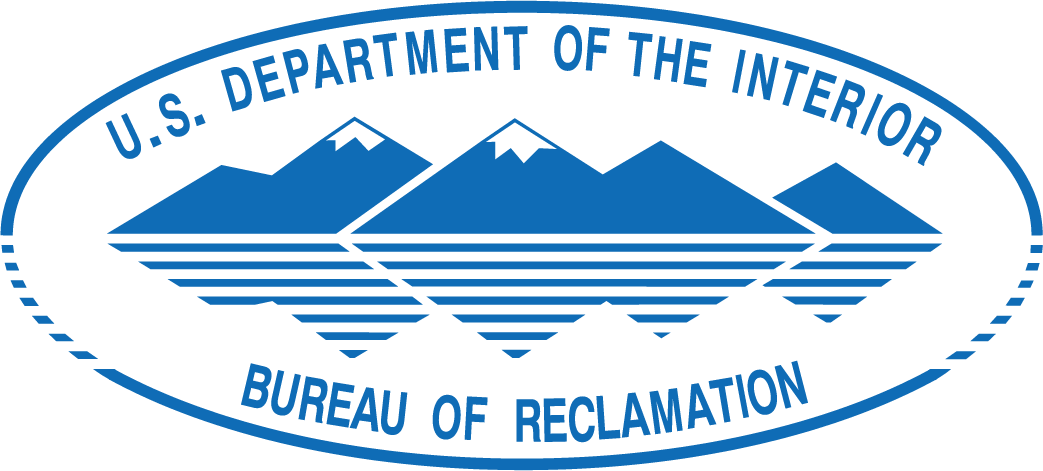 U.S. DEPARTMENT OF THE INTERIOR
BUREAU OF RECLAMATION